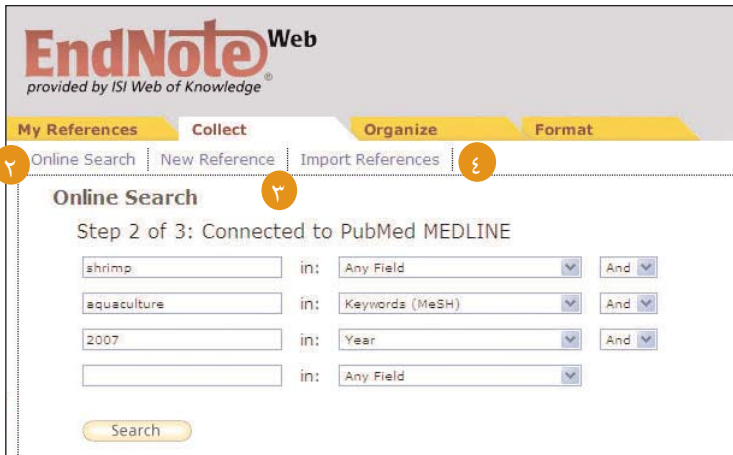 EndNote Web
®
provided by ISI Web of Knowledge
My References Collect Organize Format
٢ Online Search New Reference Import References ٤
٣
Online Search
Step 2 of 3: Connected to PubMed MEDLINE
shrimp in: Any Field And
aquaculture in: Keywords (MeSH) And
2007 in: Year And
in: Any Field
Search